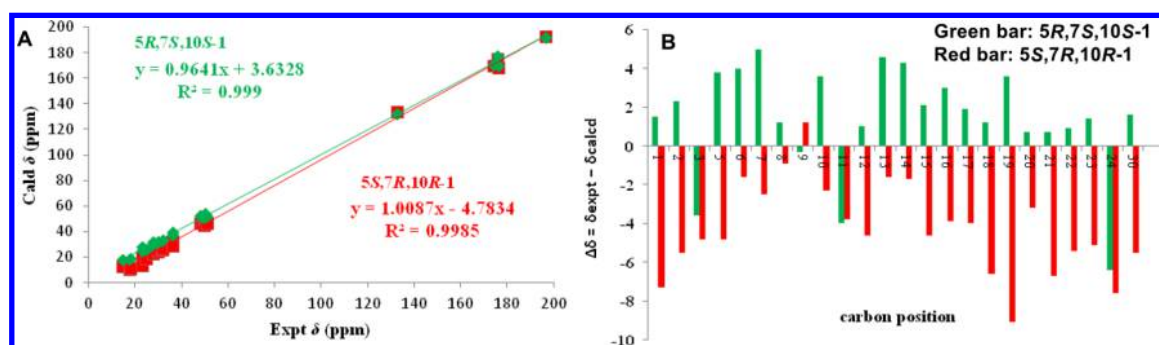 A
5R,7S,10S-1
y = 0.9641x + 3.6328
R² = 0.999
5S,7R,10R-1
y = 1.0087x - 4.7834
R² = 0.9985
Cald δ (ppm)
200
180
160
140
120
100
80
60
40
20
0
0 20 40 60 80 100 120 140 160 180 200
Expt δ (ppm)
B
Green bar: 5R,7S,10S-1
Red bar: 5S,7R,10R-1
Δδ = δexpt − δcalcd
6
4
2
0
-2
-4
-6
-8
-10
1 2 3 4 5 6 7 8 9 10 11 12 13 14 15 16 17 18 19 20 21 22 23 24 30
carbon position